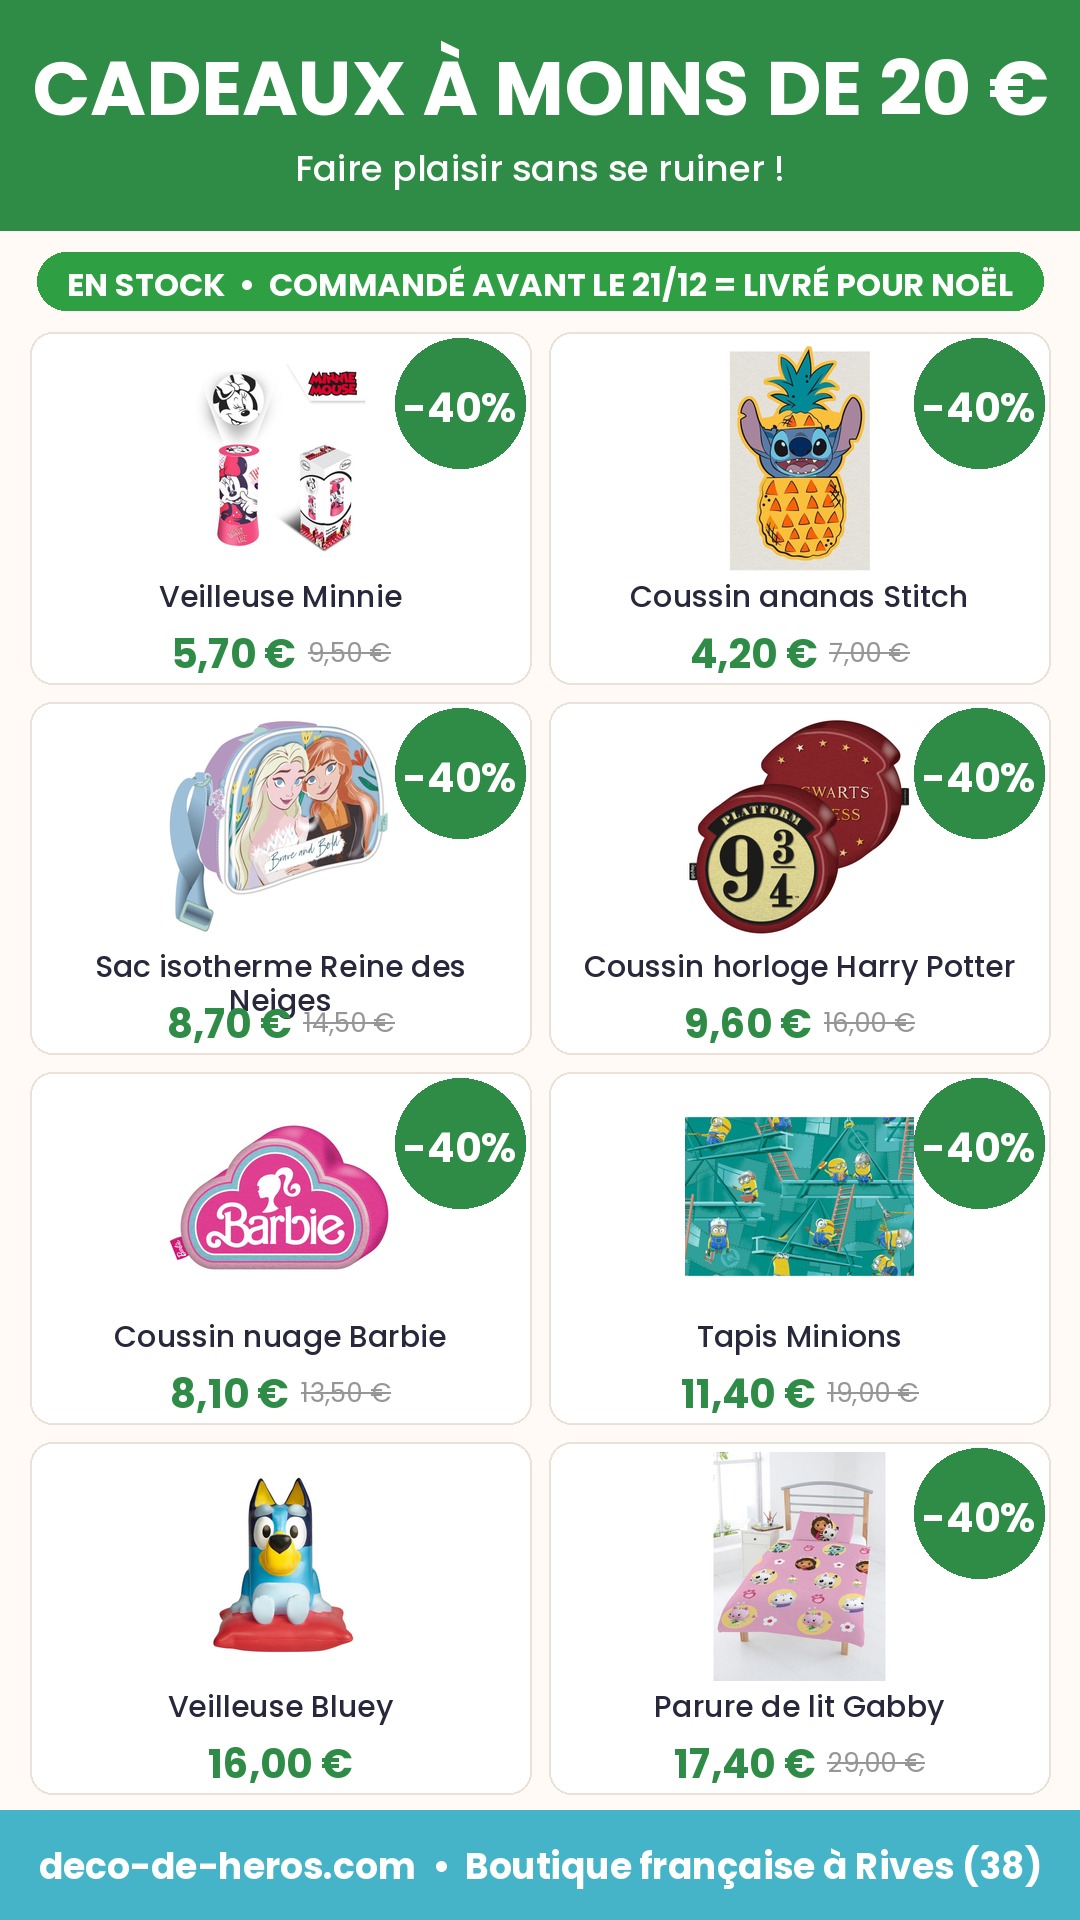 CADEAUX À MOINS DE 20 €
Faire plaisir sans se ruiner !
EN STOCK • COMMANDÉ AVANT LE 21/12 = LIVRÉ POUR NOËL
MINNIE
MOUSE
-40%
Veilleuse Minnie
5,70 € 9,50 €
-40%
Coussin ananas Stitch
4,20 € 7,00 €
Brave and Bold
-40%
Sac isotherme Reine des
Neiges
8,70 € 14,50 €
GWARTS
ESS
PLATFORM
9 3/4
-40%
Coussin horloge Harry Potter
9,60 € 16,00 €
Barbie
-40%
Coussin nuage Barbie
8,10 € 13,50 €
-40%
Tapis Minions
11,40 € 19,00 €
Veilleuse Bluey
16,00 €
-40%
Parure de lit Gabby
17,40 € 29,00 €
deco-de-heros.com • Boutique française à Rives (38)